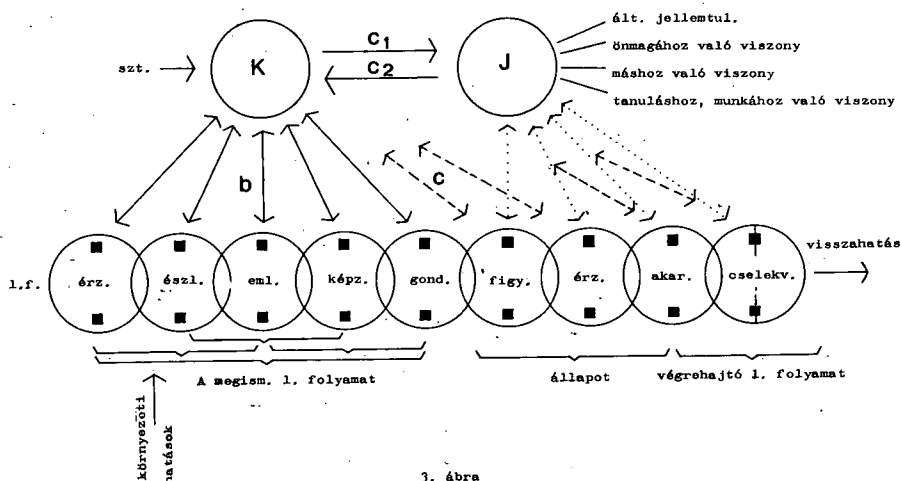 ált. jellemtul.
önmagához való viszony
máshoz való viszony
tanuláshoz, munkához való viszony
szt.
K
C1
C2
J
b
c
l.f.
érz.
észl.
eml.
képz.
gond.
figy.
érz.
akar.
cselekv.
visszahatás
A megism. l. folyamat
állapot
végrehajtó l. folyamat
környezeti
hatások
3. ábra